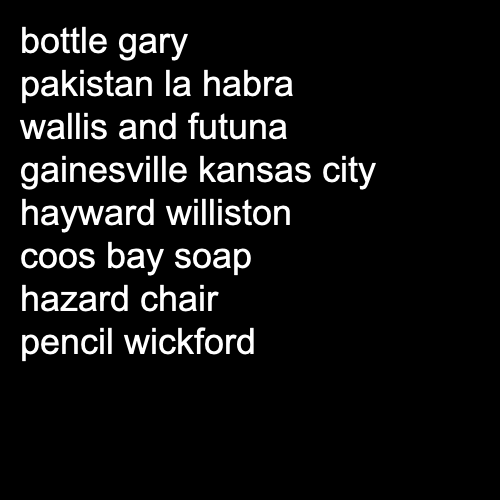 bottle gary
pakistan la habra
wallis and futuna
gainesville kansas city
hayward williston
coos bay soap
hazard chair
pencil wickford